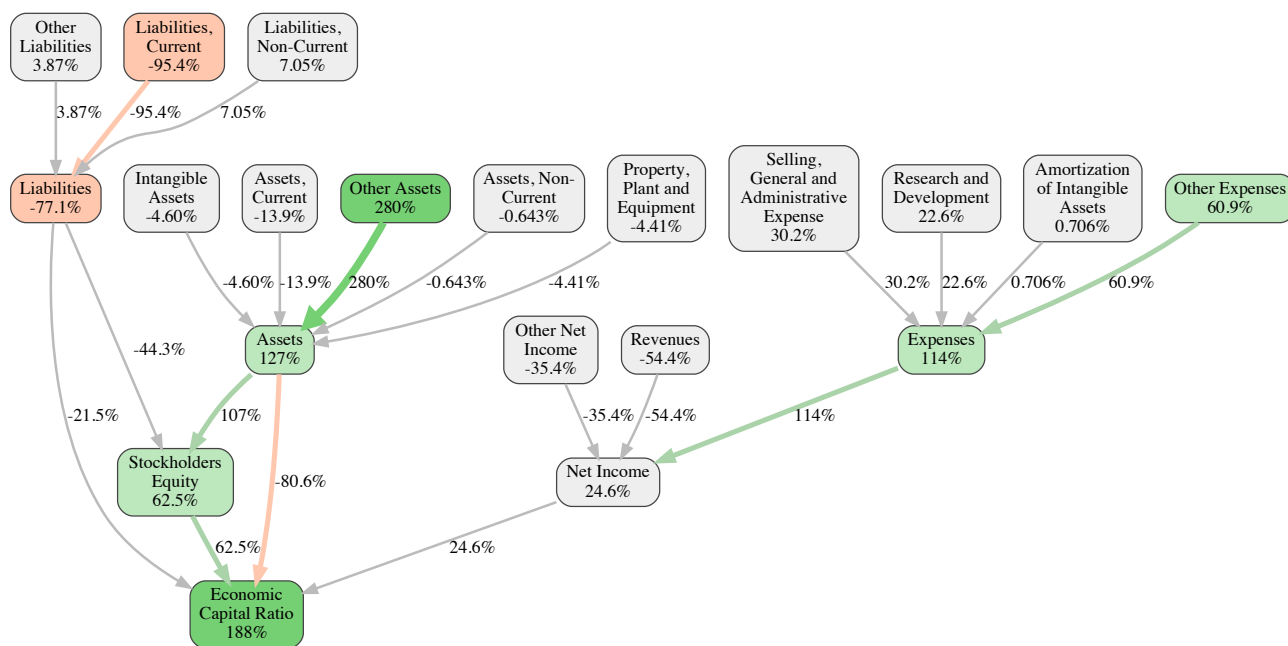 Other
Liabilities
3.87%
Liabilities,
Current
-95.4%
Liabilities,
Non-Current
7.05%
3.87%
-95.4%
7.05%
Liabilities
-77.1%
Intangible
Assets
-4.60%
Assets,
Current
-13.9%
Other Assets
280%
Assets, Non-
Current
-0.643%
Property,
Plant and
Equipment
-4.41%
Selling,
General and
Administrative
Expense
30.2%
Research and
Development
22.6%
Amortization
of Intangible
Assets
0.706%
Other Expenses
60.9%
-4.60%
-13.9%
280%
-0.643%
-4.41%
30.2%
22.6%
0.706%
60.9%
Assets
127%
Other Net
Income
-35.4%
Revenues
-54.4%
Expenses
114%
-44.3%
-21.5%
107%
-80.6%
-35.4%
-54.4%
114%
Stockholders
Equity
62.5%
Net Income
24.6%
62.5%
24.6%
Economic
Capital Ratio
188%